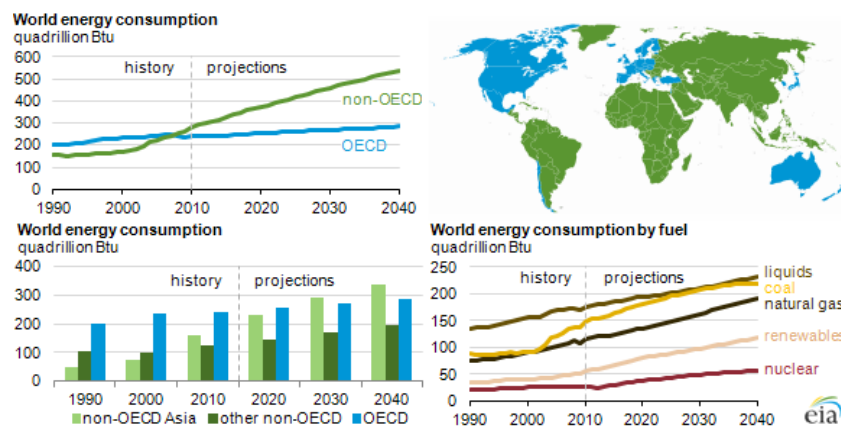 World energy consumption
quadrillion Btu
600
500
400
300
200
100
0
history projections
non-OECD
OECD
1990 2000 2010 2020 2030 2040
World energy consumption
quadrillion Btu
400
300
200
100
0
history projections
1990 2000 2010 2020 2030 2040
non-OECD Asia other non-OECD OECD
World energy consumption by fuel
quadrillion Btu
250
200
150
100
50
0
history projections
liquids
coal
natural gas
renewables
nuclear
1990 2000 2010 2020 2030 2040
eia